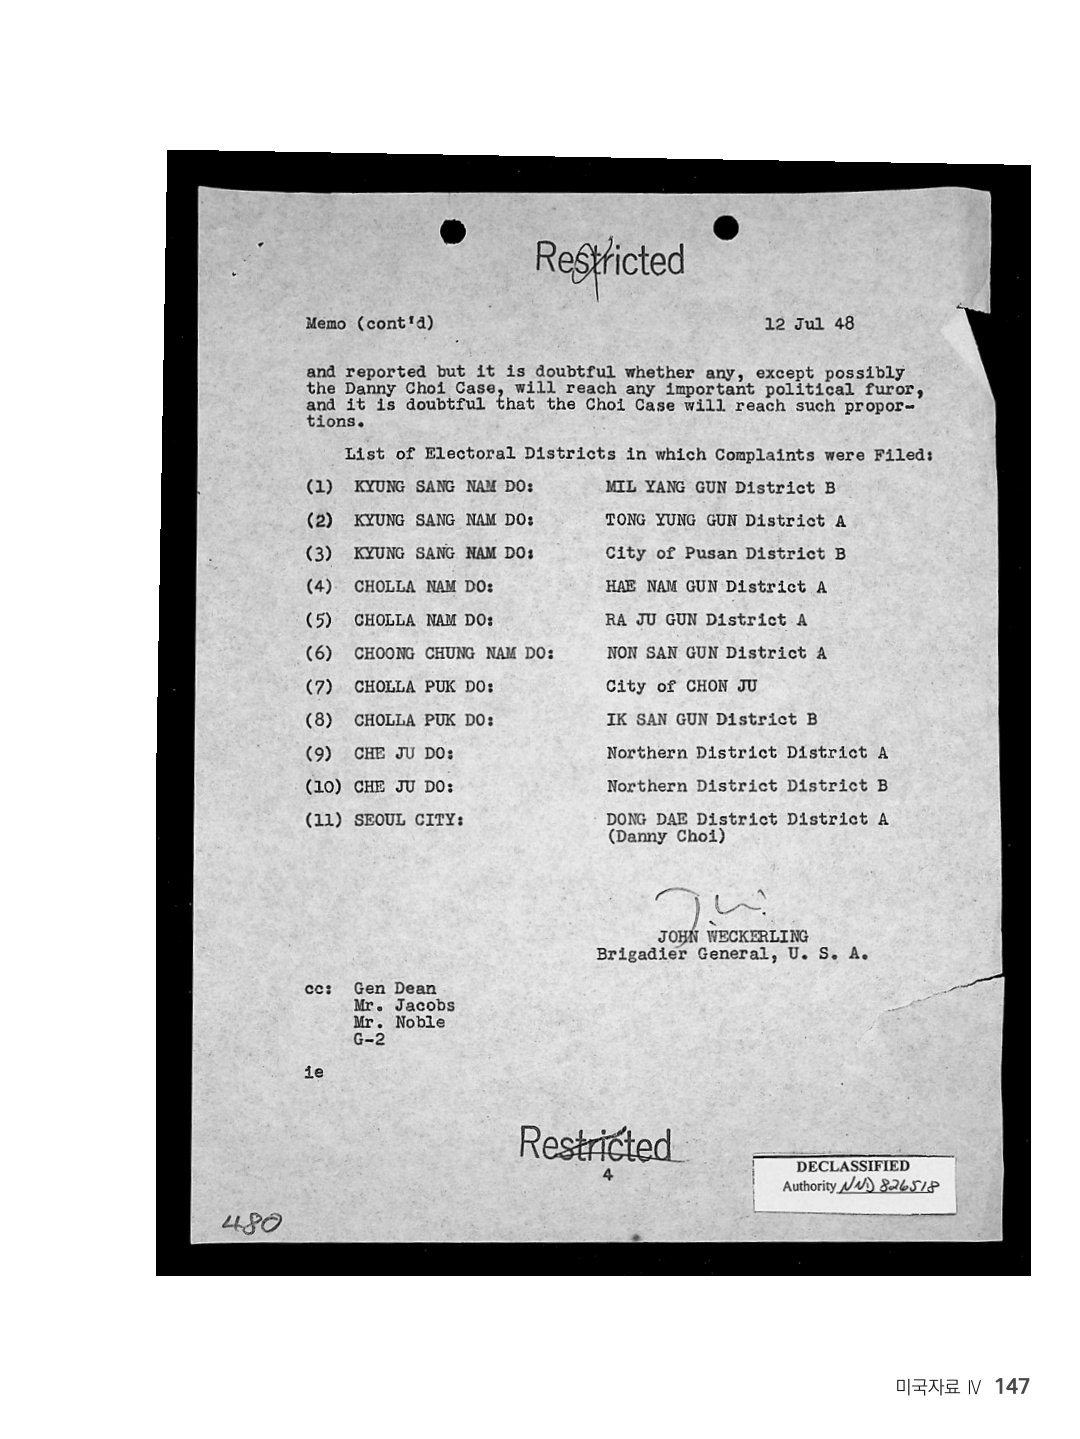 Restricted
Memo (cont'd) 12 Jul 48
and reported but it is doubtful whether any, except possibly
the Danny Choi Case, will reach any important political furor,
and it is doubtful that the Choi Case will reach such propor-
tions.
List of Electoral Districts in which Complaints were Filed:
(1) KYUNG SANG NAM DO: MIL YANG GUN District B
(2) KYUNG SANG NAM DO: TONG YUNG GUN District A
(3) KYUNG SANG NAM DO: City of Pusan District B
(4) CHOLLA NAM DO: HAE NAM GUN District A
(5) CHOLLA NAM DO: RA JU GUN District A
(6) CHOONG CHUNG NAM DO: NON SAN GUN District A
(7) CHOLLA PUK DO: City of CHON JU
(8) CHOLLA PUK DO: IK SAN GUN District B
(9) CHE JU DO: Northern District District A
(10) CHE JU DO: Northern District District B
(11) SEOUL CITY: DONG DAE District District A
(Danny Choi)
JOHN WECKERLING
Brigadier General, U. S. A.
cc: Gen Dean
Mr. Jacobs
Mr. Noble
G-2
ie
Restricted
4
DECLASSIFIED
Authority NND 826518
480
미국자료 Ⅳ 147